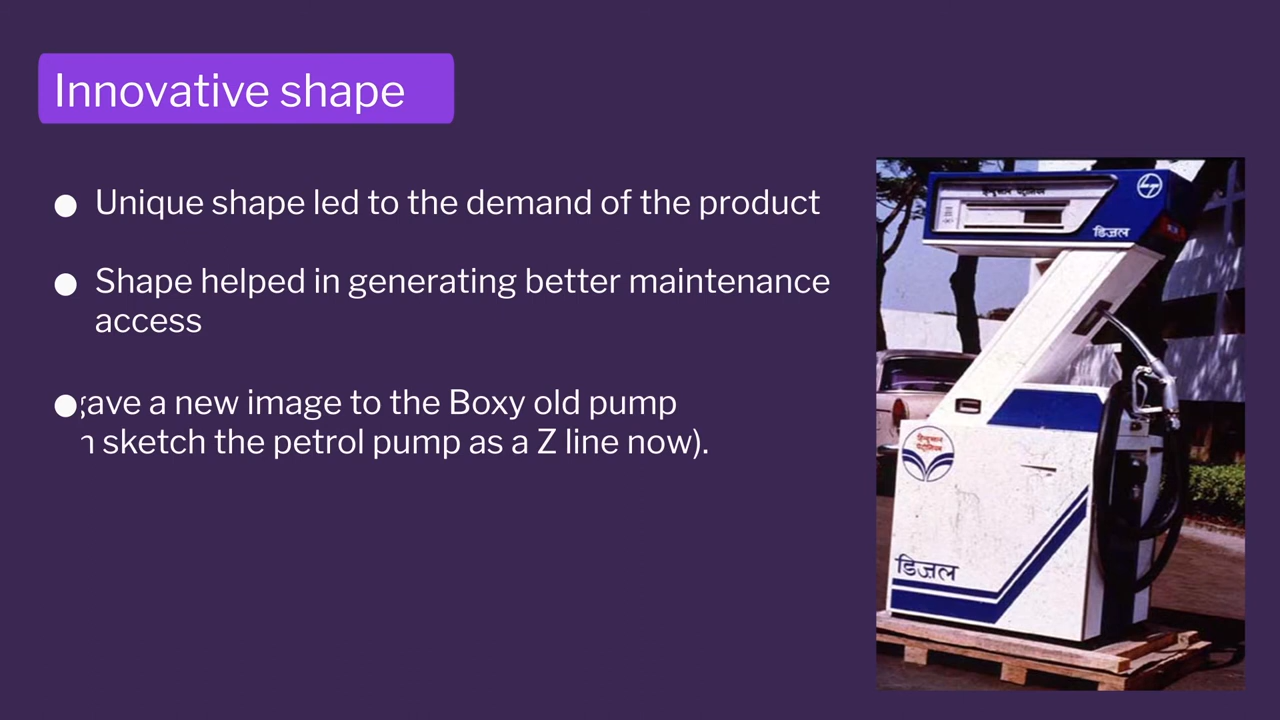 Innovative shape
Unique shape led to the demand of the product
Shape helped in generating better maintenance
access
ave a new image to the Boxy old pump
sketch the petrol pump as a Z line now).
डिज़ल
हिन्दुस्तान
पेट्रोलियम
डिज़ल